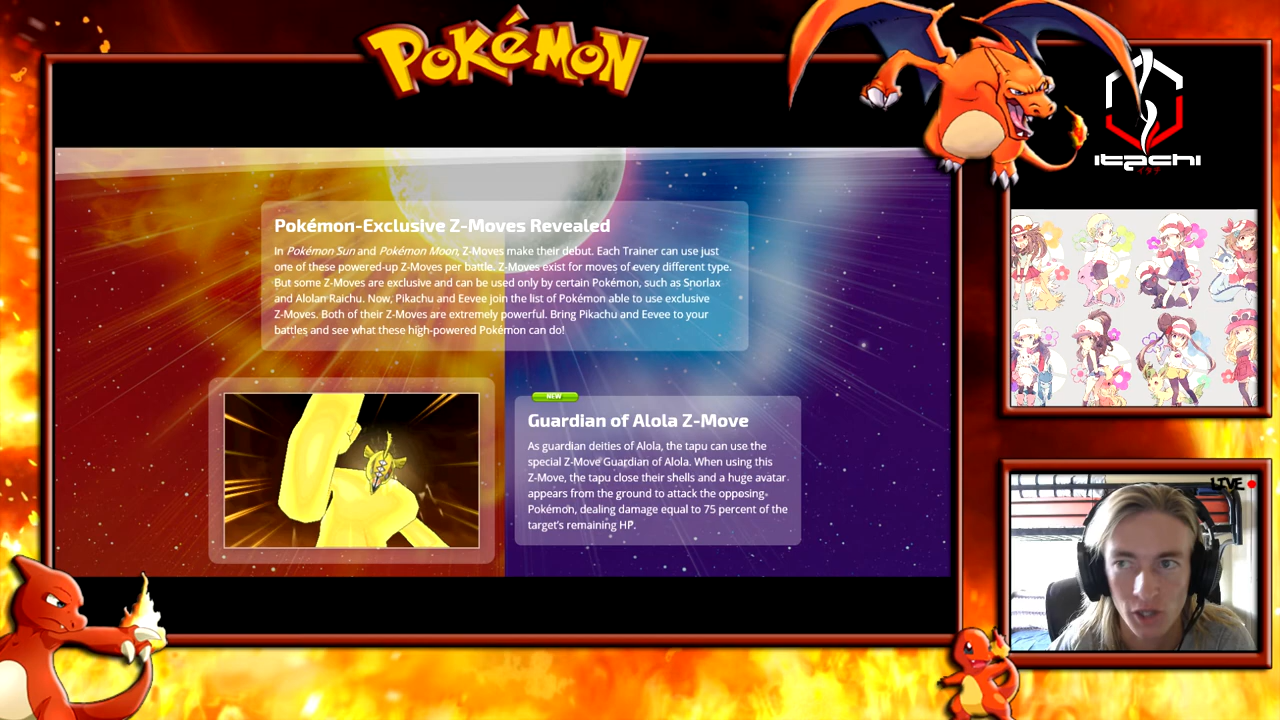 POKéMON
ITACHI
イタチ
Pokémon-Exclusive Z-Moves Revealed
In Pokémon Sun and Pokémon Moon, Z-Moves make their debut. Each Trainer can use just
one of these powered-up Z-Moves per battle. Z-Moves exist for moves of every different type.
But some Z-Moves are exclusive and can be used only by certain Pokémon, such as Snorlax
and Alolan Raichu. Now, Pikachu and Eevee join the list of Pokémon able to use exclusive
Z-Moves. Both of their Z-Moves are extremely powerful. Bring Pikachu and Eevee to your
battles and see what these high-powered Pokémon can do!
NEW
Guardian of Alola Z-Move
As guardian deities of Alola, the tapu can use the
special Z-Move Guardian of Alola. When using this
Z-Move, the tapu close their shells and a huge avatar
appears from the ground to attack the opposing
Pokémon, dealing damage equal to 75 percent of the
target's remaining HP.
LIVE